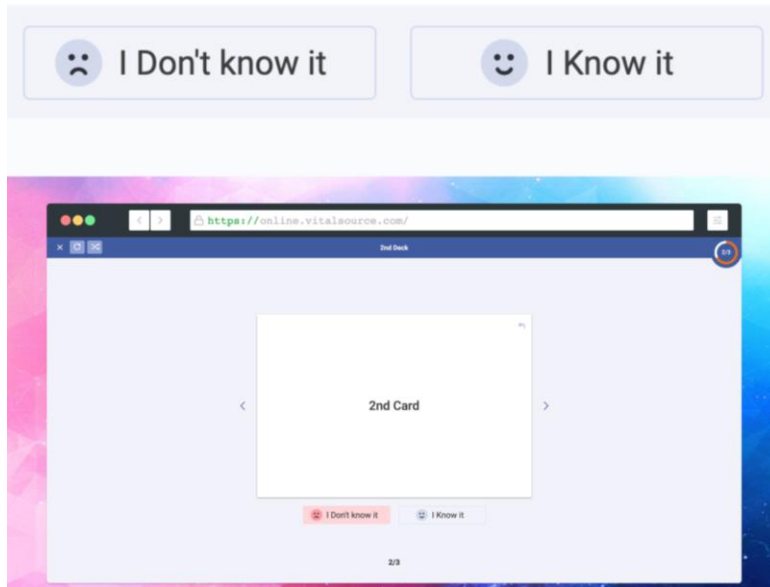 I Don't know it
I Know it
https://online.vitalsource.com/
2nd Deck
2/3
2nd Card
I Don't know it
I Know it
2/3